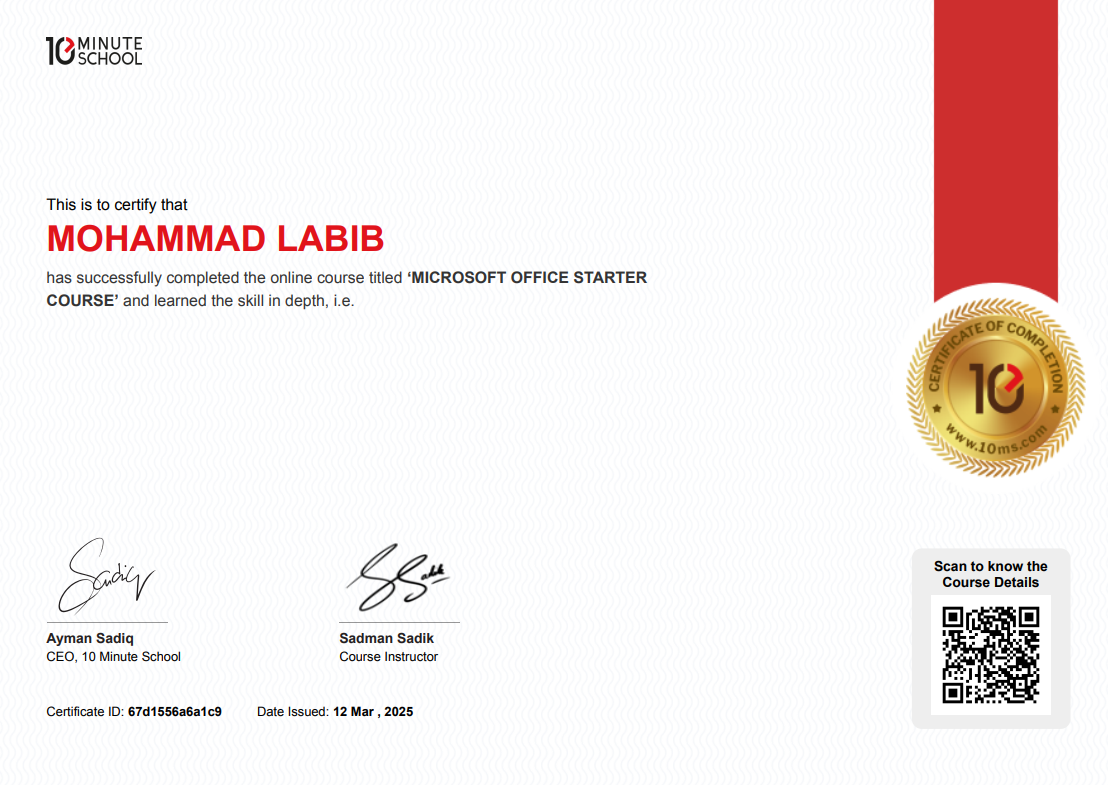 10 MINUTE
SCHOOL
This is to certify that
MOHAMMAD LABIB
has successfully completed the online course titled ‘MICROSOFT OFFICE STARTER
COURSE’ and learned the skill in depth, i.e.
CERTIFICATE OF COMPLETION
10
www.10ms.com
Sadiq
SSadik
Ayman Sadiq
CEO, 10 Minute School
Sadman Sadik
Course Instructor
Certificate ID: 67d1556a6a1c9
Date Issued: 12 Mar , 2025
Scan to know the
Course Details